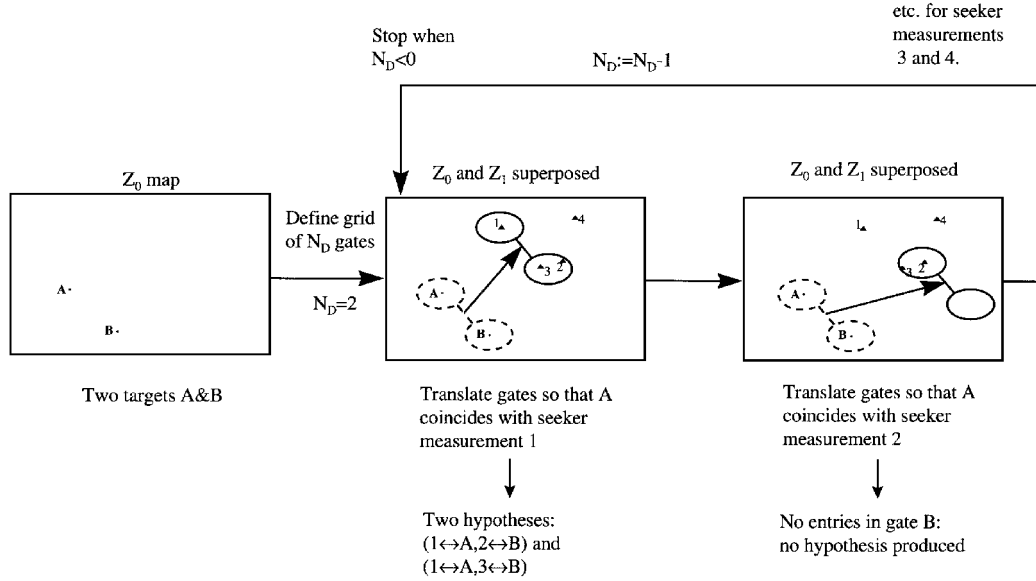 etc. for seeker
measurements
3 and 4.
Stop when
N_D<0
N_D:=N_D-1
Z_0 map
A
B
Two targets A&B
Define grid
of N_D gates
N_D=2
Z_0 and Z_1 superposed
1
4
3 2
A
B
Translate gates so that A
coincides with seeker
measurement 1
Two hypotheses:
(1↔A,2↔B) and
(1↔A,3↔B)
Z_0 and Z_1 superposed
1
4
3 2
A
B
Translate gates so that A
coincides with seeker
measurement 2
No entries in gate B:
no hypothesis produced